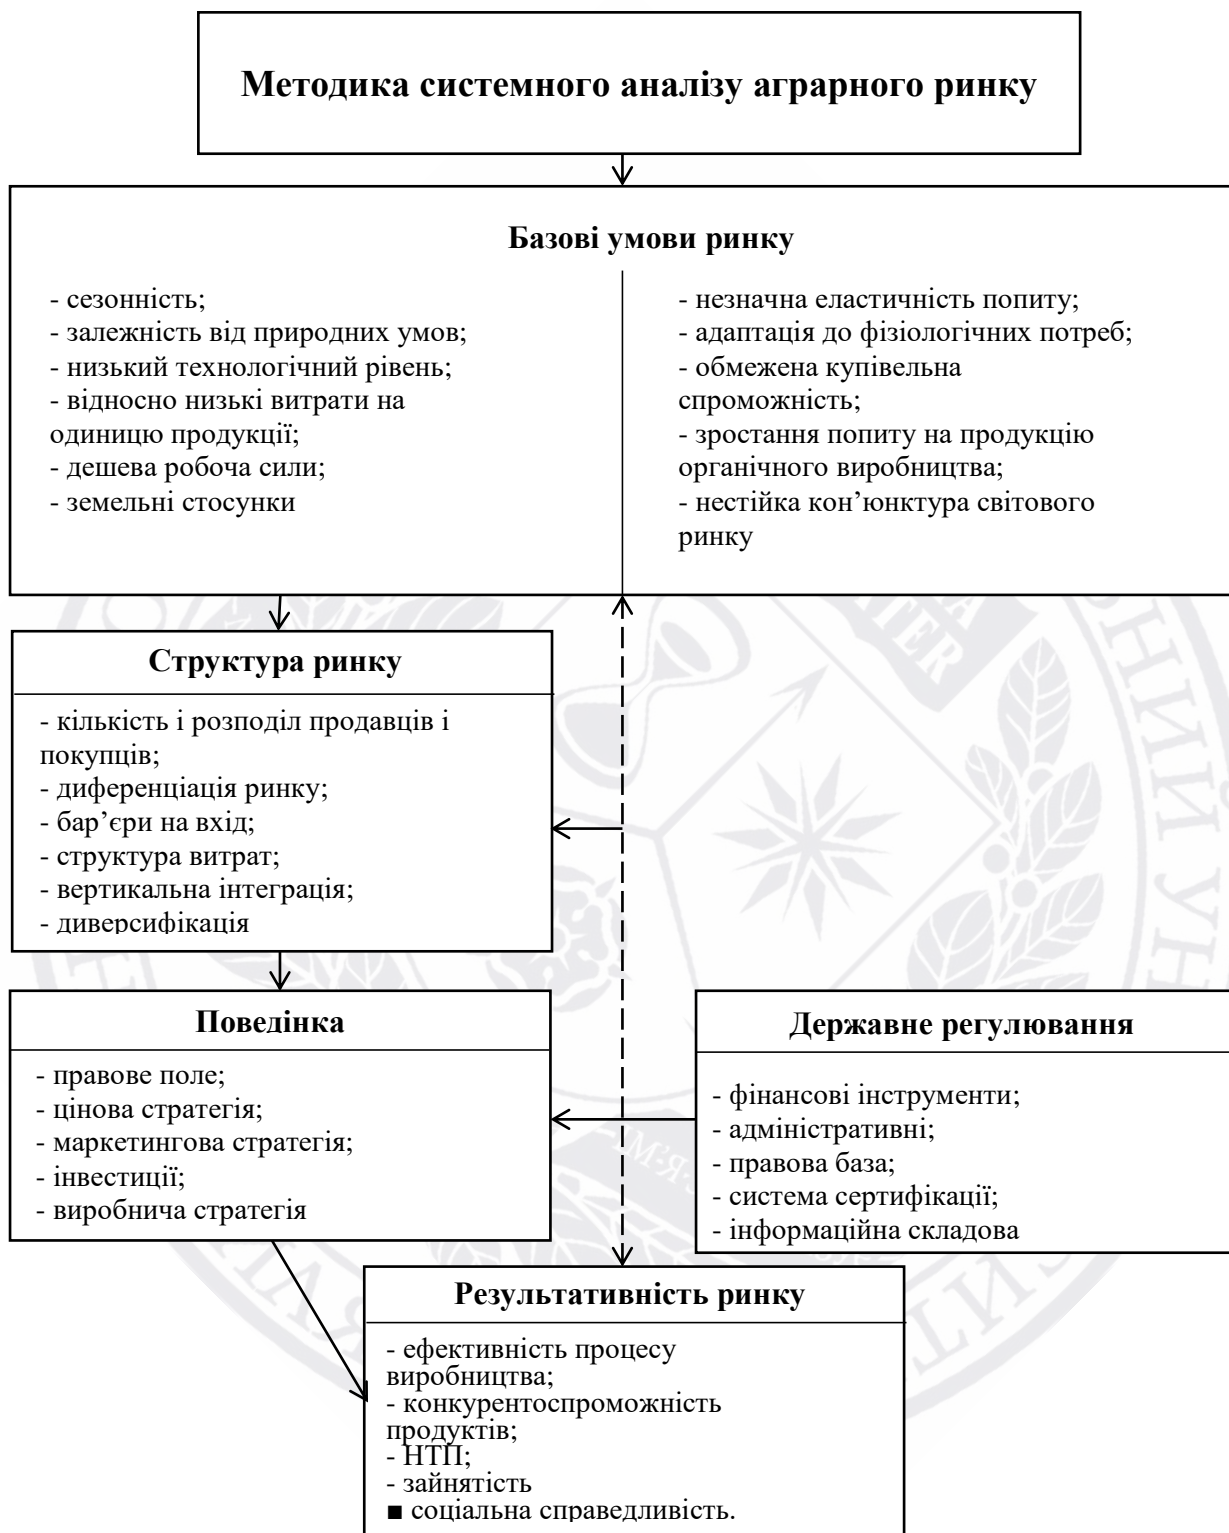 Методика системного аналізу аграрного ринку
Базові умови ринку
- сезонність;
- залежність від природних умов;
- низький технологічний рівень;
- відносно низькі витрати на
одиницю продукції;
- дешева робоча сили;
- земельні стосунки
- незначна еластичність попиту;
- адаптація до фізіологічних потреб;
- обмежена купівельна
спроможність;
- зростання попиту на продукцію
органічного виробництва;
- нестійка кон’юнктура світового
ринку
Структура ринку
- кількість і розподіл продавців і
покупців;
- диференціація ринку;
- бар’єри на вхід;
- структура витрат;
- вертикальна інтеграція;
- диверсифікація
Поведінка
- правове поле;
- цінова стратегія;
- маркетингова стратегія;
- інвестиції;
- виробнича стратегія
Державне регулювання
- фінансові інструменти;
- адміністративні;
- правова база;
- система сертифікації;
- інформаційна складова
Результативність ринку
- ефективність процесу
виробництва;
- конкурентоспроможність
продуктів;
- НТП;
- зайнятість
■ соціальна справедливість.